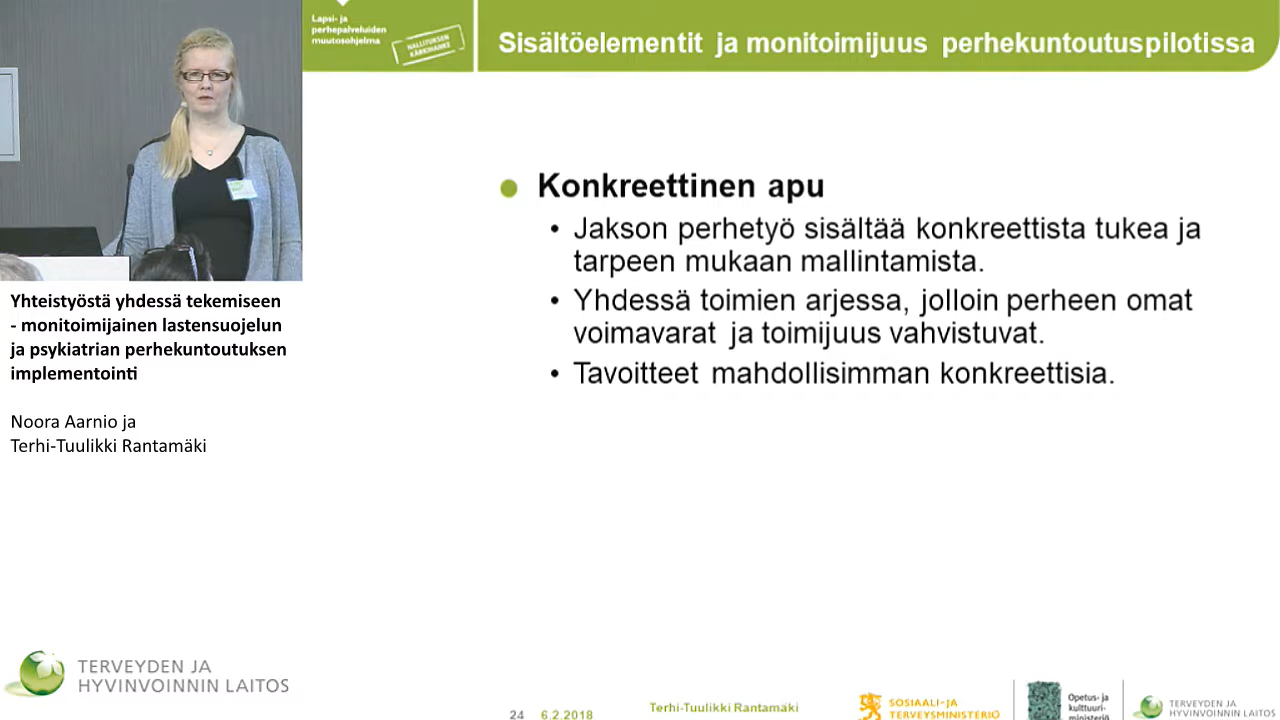 Lapsi- ja
perhepalveluiden
muutosohjelma
HALLITUKSEN
KÄRKIHANKE
Sisältöelementit ja monitoimijuus perhekuntoutuspilotissa
Konkreettinen apu
• Jakson perhetyö sisältää konkreettista tukea ja
tarpeen mukaan mallintamista.
• Yhdessä toimien arjessa, jolloin perheen omat
voimavarat ja toimijuus vahvistuvat.
• Tavoitteet mahdollisimman konkreettisia.
Yhteistyöstä yhdessä tekemiseen
- monitoimijainen lastensuojelun
ja psykiatrian perhekuntoutuksen
implementointi
Noora Aarnio ja
Terhi-Tuulikki Rantamäki
TERVEYDEN JA
HYVINVOINNIN LAITOS
24 6.2.2018
Terhi-Tuulikki Rantamäki
SOSIAALI- JA
TERVEYSMINISTERIÖ
Opetus- ja
kulttuuri-
ministeriö
TERVEYDEN JA
HYVINVOINNIN LAITOS